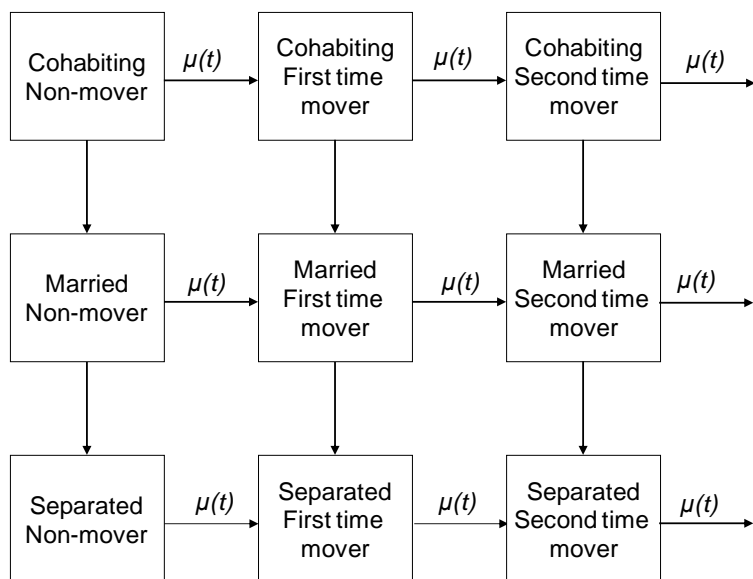 Cohabiting
Non-mover
μ(t)
Cohabiting
First time
mover
μ(t)
Cohabiting
Second time
mover
μ(t)
Married
Non-mover
μ(t)
Married
First time
mover
μ(t)
Married
Second time
mover
μ(t)
Separated
Non-mover
μ(t)
Separated
First time
mover
μ(t)
Separated
Second time
mover
μ(t)